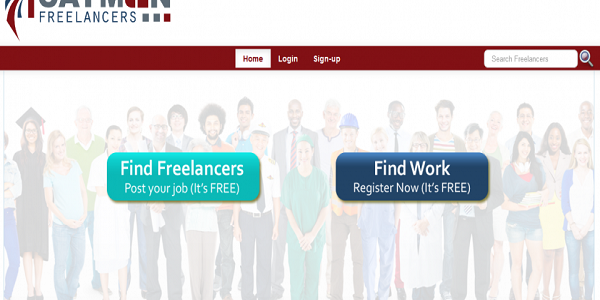 FREELANCERS
Home Login Sign-up Search Freelancers
Find Freelancers
Post your job (It's FREE)
Find Work
Register Now (It's FREE)